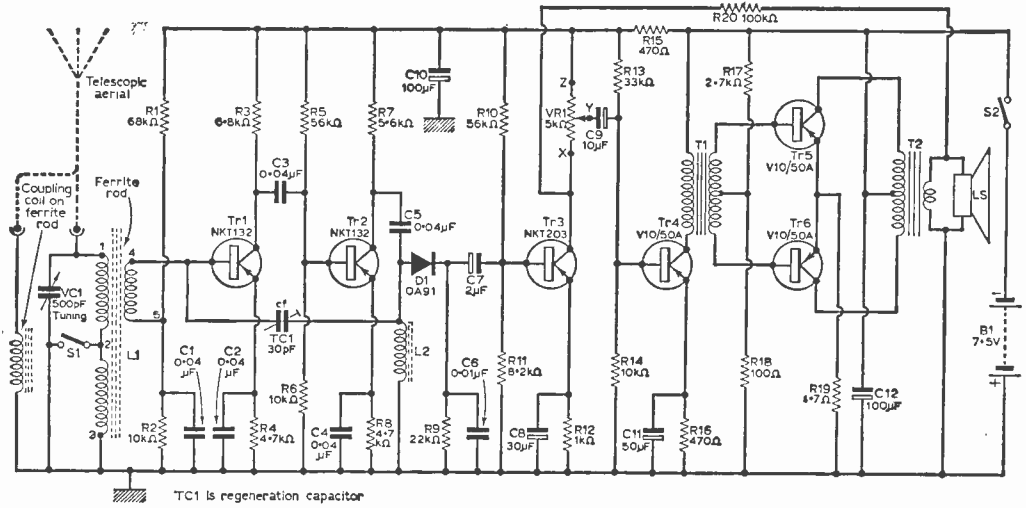 R20 100kΩ
Telescopic
aerial
R15
470Ω
C10
100μF
R1
68kΩ
R3
6·8kΩ
R5
56kΩ
R7
5·6kΩ
R10
56kΩ
Z
VR1
5kΩ
X
Y
C9
10μF
R13
33kΩ
R17
2·7kΩ
S2
Tr5
V10/50A
T1
T2
LS
Coupling
coil on
ferrite
rod
Ferrite
rod
C3
0·04μF
C5
0·04μF
Tr1
NKT132
Tr2
NKT132
Tr3
NKT203
Tr4
V10/50A
Tr6
V10/50A
1
4
D1
OA91
C7
2μF
VC1
500pF
Tuning
cf
TC1
30pF
5
S1
2
L1
L2
−
B1
7·5V
+
C1
0·04
μF
C2
0·04
μF
C6
0·01μF
R11
8·2kΩ
R14
10kΩ
R18
100Ω
R6
10kΩ
R19
4·7Ω
C12
100μF
3
R2
10kΩ
R4
4·7kΩ
C4
0·04
μF
R8
4·7
kΩ
R9
22kΩ
C8
30μF
R12
1kΩ
C11
50μF
R16
470Ω
TC1 is regeneration capacitor